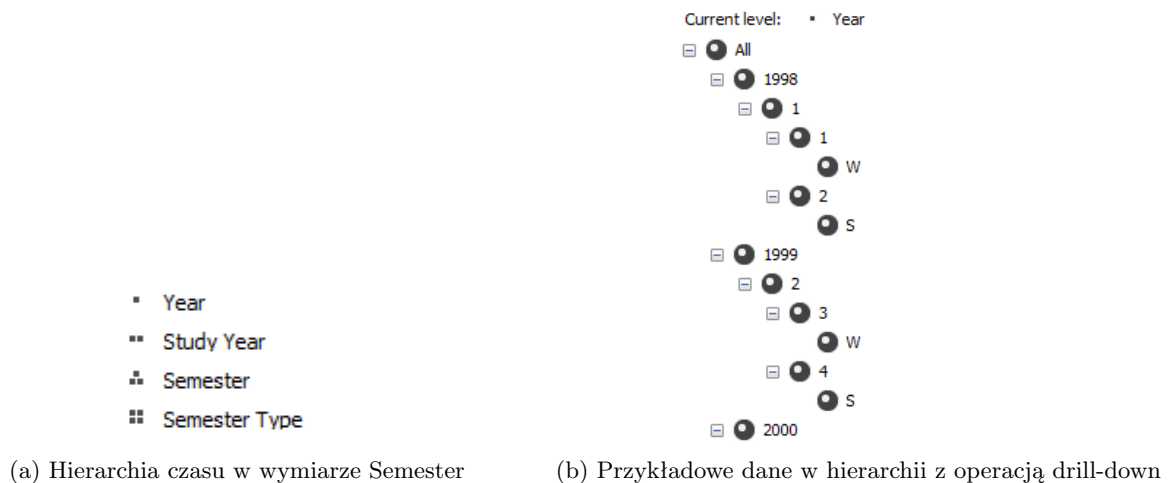 Year
Study Year
Semester
Semester Type
(a) Hierarchia czasu w wymiarze Semester
Current level: Year
All
1998
1
1
W
2
S
1999
2
3
W
4
S
2000
(b) Przykładowe dane w hierarchii z operacją drill-down